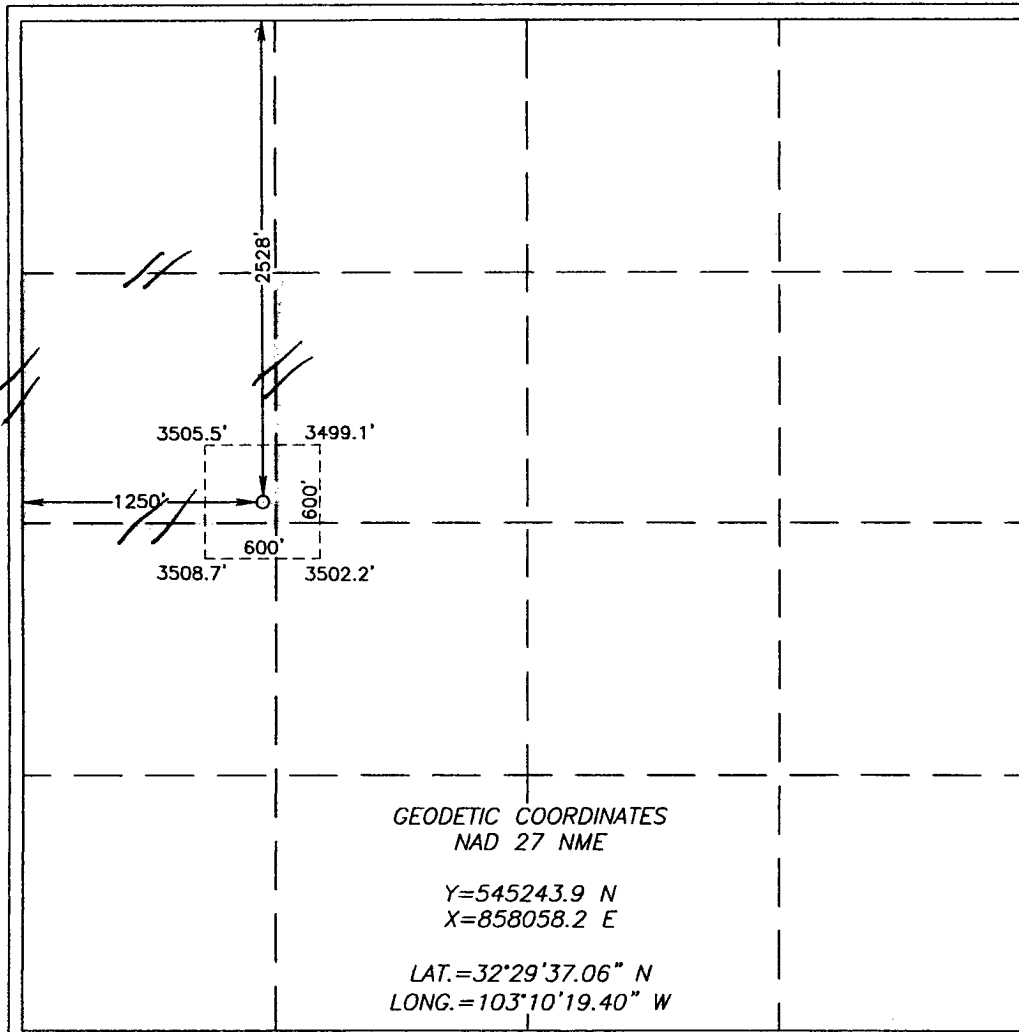 2528'
3505.5' 3499.1'
1250'
600'
600'
3508.7' 3502.2'
GEODETIC COORDINATES
NAD 27 NME
Y=545243.9 N
X=858058.2 E
LAT.=32°29'37.06" N
LONG.=103°10'19.40" W